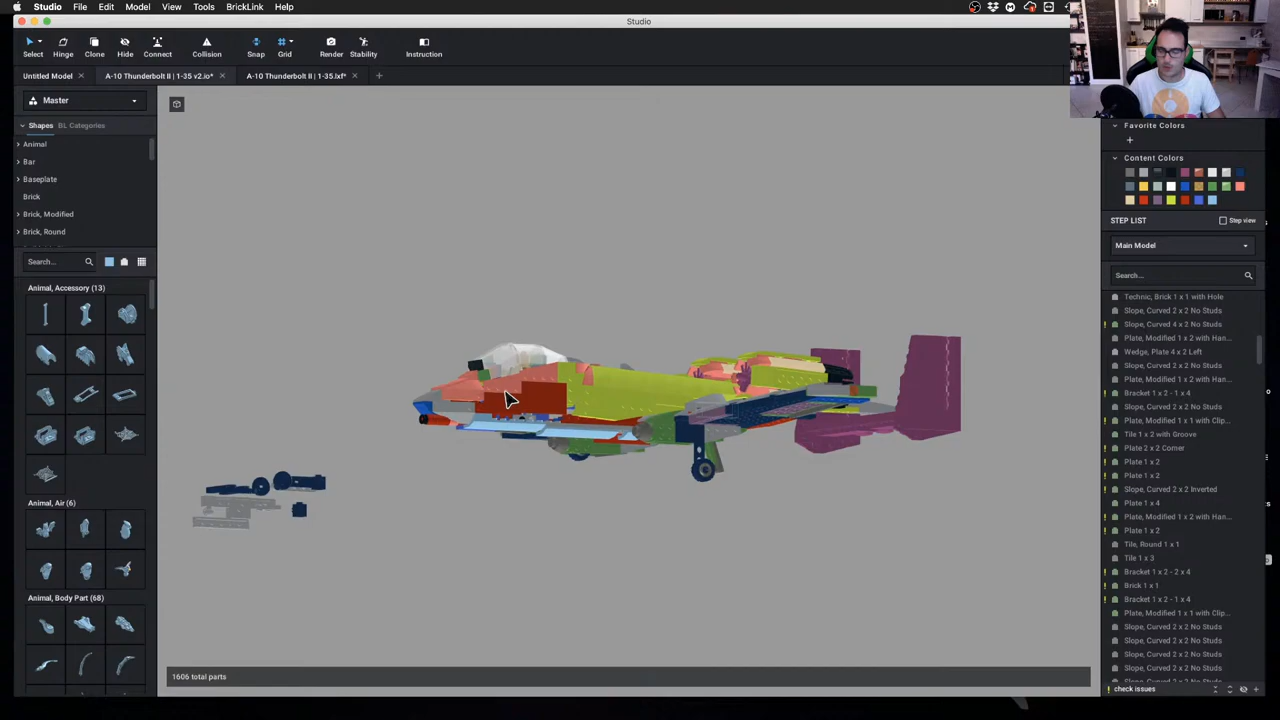 Studio File Edit Model View Tools BrickLink Window Help
Studio
Select Hinge Clone Hide Connect Collision Snap Grid Render Stability Instruction
Untitled Model A-10 Thunderbolt II | 1-35 v2.io* A-10 Thunderbolt II | 1-35.lxf*
Master
Shapes BL Categories
Animal
Bar
Baseplate
Brick
Brick, Modified
Brick, Round
Search...
Animal, Accessory (13)
Animal, Air (6)
Animal, Body Part (68)
1606 total parts
Favorite Colors
Content Colors
STEP LIST Step view
Main Model
Search...
Technic, Brick 1 x 1 with Hole
Slope, Curved 2 x 2 No Studs
Slope, Curved 4 x 2 No Studs
Plate, Modified 1 x 2 with Han...
Wedge, Plate 4 x 2 Left
Slope, Curved 2 x 2 No Studs
Plate, Modified 1 x 2 with Han...
Bracket 1 x 2 - 1 x 4
Slope, Curved 2 x 2 No Studs
Plate, Modified 1 x 1 with Clip...
Tile 1 x 2 with Groove
Plate 2 x 2 Corner
Plate 1 x 2
Plate 1 x 2
Slope, Curved 2 x 2 Inverted
Plate 1 x 4
Plate, Modified 1 x 2 with Han...
Plate 1 x 2
Tile, Round 1 x 1
Tile 1 x 3
Bracket 1 x 2 - 2 x 4
Brick 1 x 1
Bracket 1 x 2 - 1 x 4
Plate, Modified 1 x 1 with Clip...
Slope, Curved 2 x 2 No Studs
Slope, Curved 2 x 2 No Studs
Slope, Curved 2 x 2 No Studs
Slope, Curved 2 x 2 No Studs
check issues